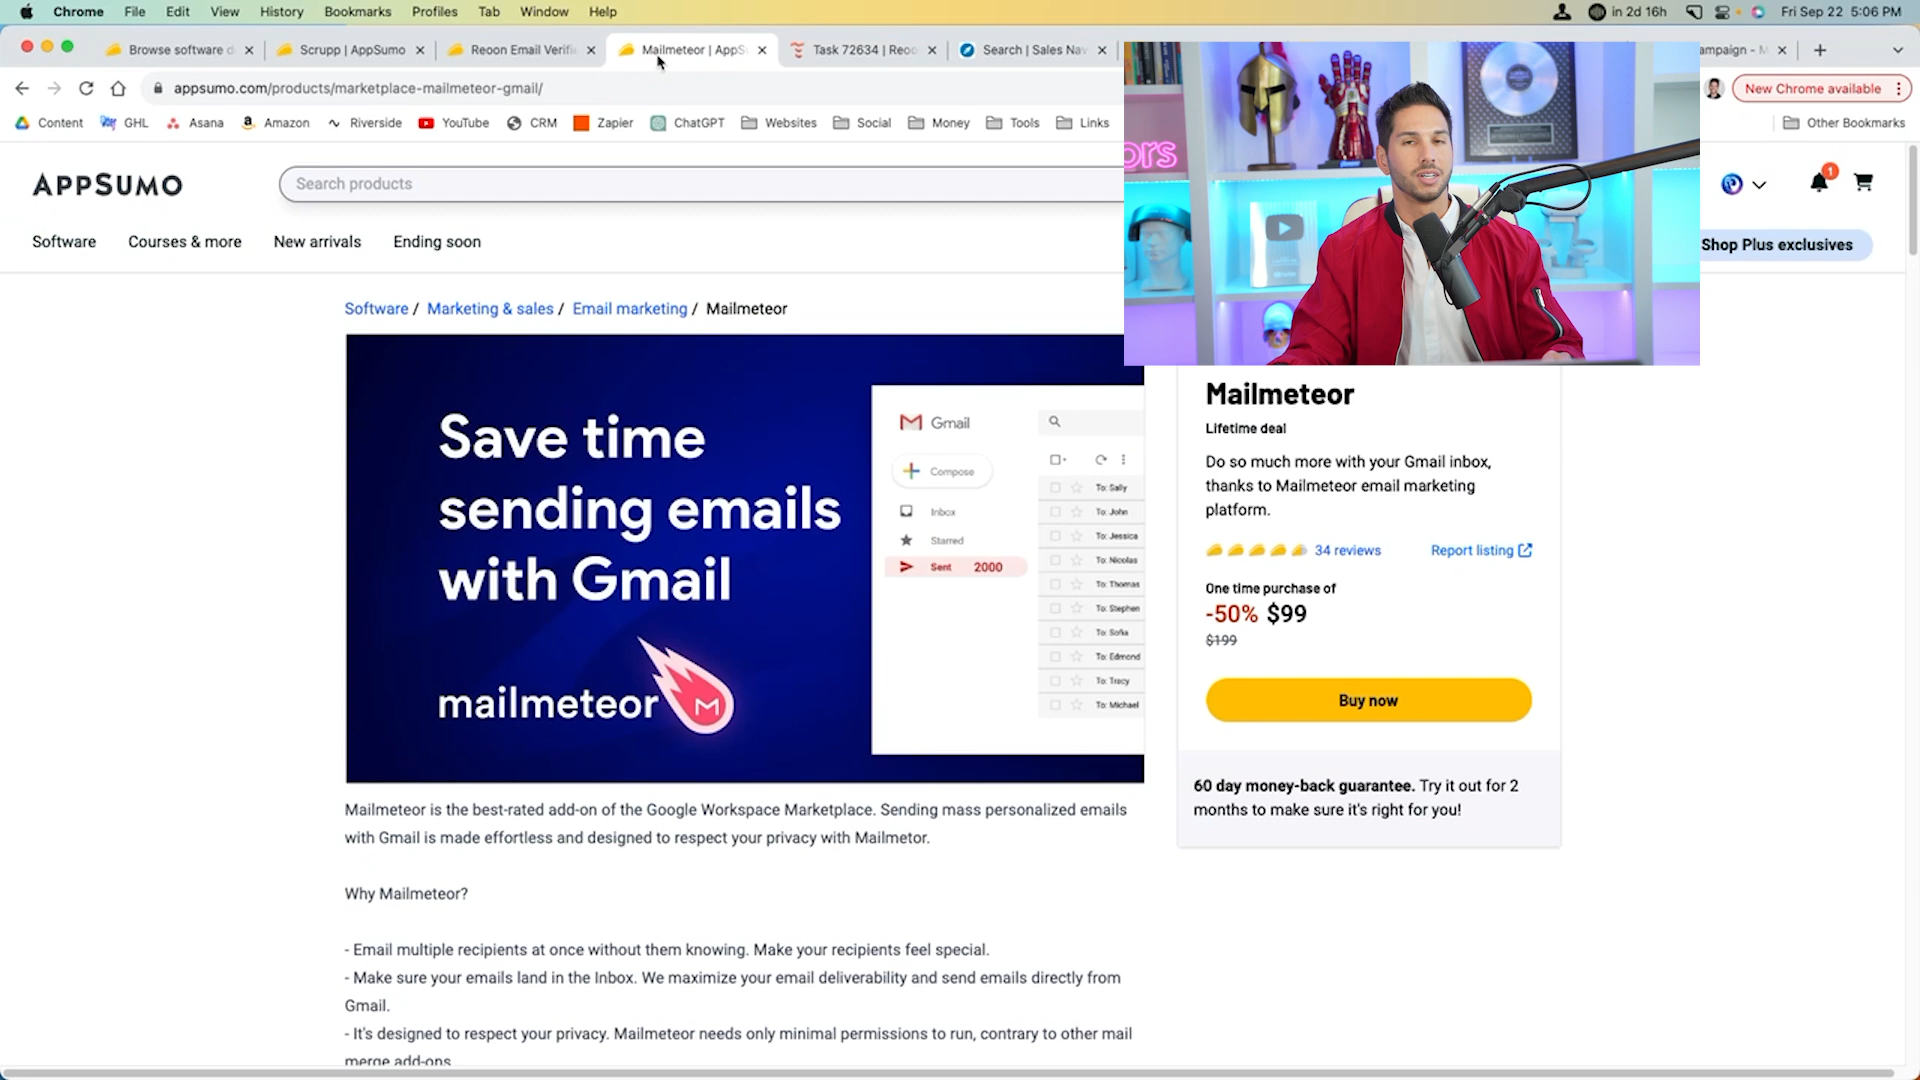 Chrome File Edit View History Bookmarks Profiles Tab Window Help in 2d 16h Fri Sep 22 5:06 PM
Browse software d Scrupp | AppSumo Reoon Email Verifi Mailmeteor | AppS Task 72634 | Reoo Search | Sales Nav ampaign - M
appsumo.com/products/marketplace-mailmeteor-gmail/ New Chrome available
Content GHL Asana Amazon Riverside YouTube CRM Zapier ChatGPT Websites Social Money Tools Links Other Bookmarks
ors
APPSUMO Search products 1
Software Courses & more New arrivals Ending soon Shop Plus exclusives
Software / Marketing & sales / Email marketing / Mailmeteor
Save time
sending emails
with Gmail
mailmeteor
Gmail
Compose
Inbox
Starred
Sent 2000
To: Sally
To: John
To: Jessica
To: Nicolas
To: Thomas
To: Stephen
To: Sofia
To: Edmond
To: Tracy
To: Michael
Mailmeteor
Lifetime deal
Do so much more with your Gmail inbox,
thanks to Mailmeteor email marketing
platform.
34 reviews Report listing
One time purchase of
-50% $99
$199
Buy now
60 day money-back guarantee. Try it out for 2
months to make sure it's right for you!
Mailmeteor is the best-rated add-on of the Google Workspace Marketplace. Sending mass personalized emails
with Gmail is made effortless and designed to respect your privacy with Mailmetor.
Why Mailmeteor?
- Email multiple recipients at once without them knowing. Make your recipients feel special.
- Make sure your emails land in the Inbox. We maximize your email deliverability and send emails directly from
Gmail.
- It's designed to respect your privacy. Mailmeteor needs only minimal permissions to run, contrary to other mail
merge add-ons.